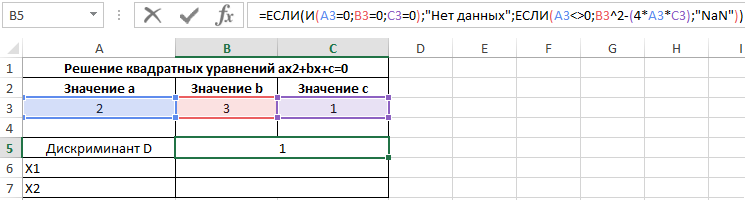 B5 fx =ЕСЛИ(И(A3=0;B3=0;C3=0);"Нет данных";ЕСЛИ(A3<>0;B3^2-(4*A3*C3);"NaN"))
A B C D E F G H I
1 Решение квадратных уравнений ax2+bx+c=0
2 Значение a Значение b Значение c
3 2 3 1
4
5 Дискриминант D 1
6 X1
7 X2